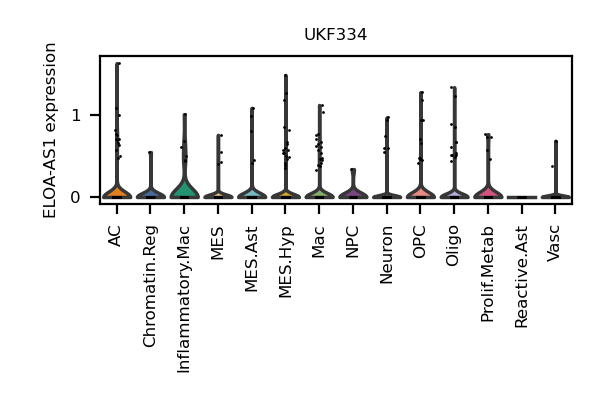 UKF334
ELOA-AS1 expression
1
0
AC
Chromatin.Reg
Inflammatory.Mac
MES
MES.Ast
MES.Hyp
Mac
NPC
Neuron
OPC
Oligo
Prolif.Metab
Reactive.Ast
Vasc